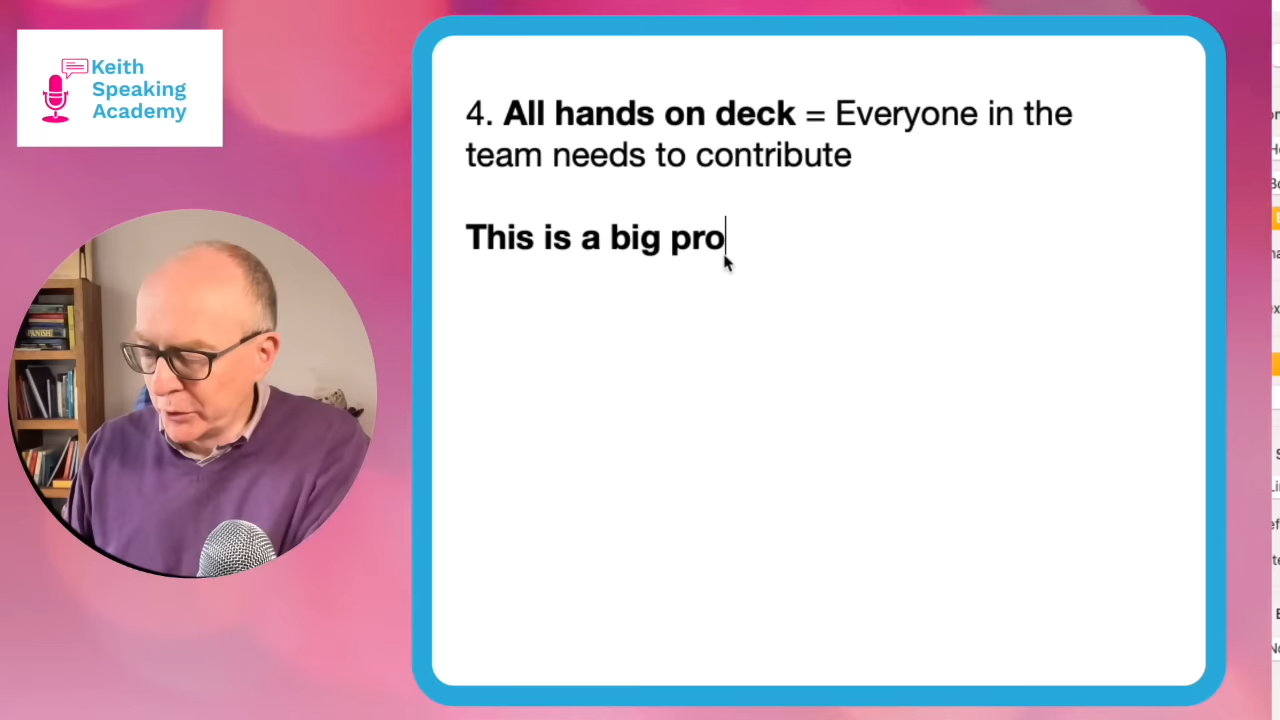 Keith
Speaking
Academy
4. All hands on deck = Everyone in the
team needs to contribute
This is a big pro
PANISH